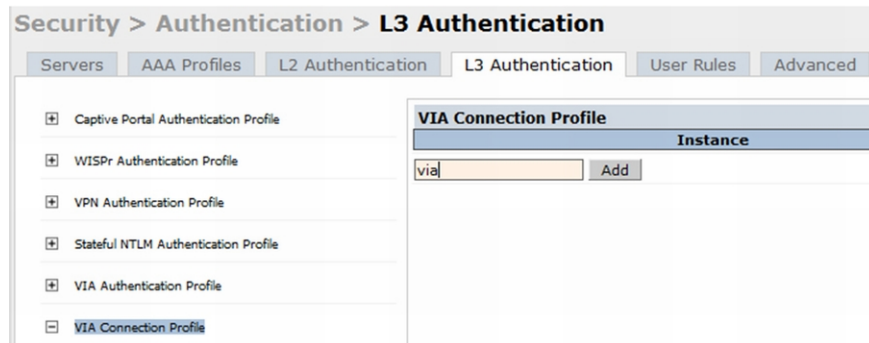 Security > Authentication > L3 Authentication
Servers AAA Profiles L2 Authentication L3 Authentication User Rules Advanced
Captive Portal Authentication Profile
WISPr Authentication Profile
VPN Authentication Profile
Stateful NTLM Authentication Profile
VIA Authentication Profile
VIA Connection Profile
VIA Connection Profile
Instance
via Add